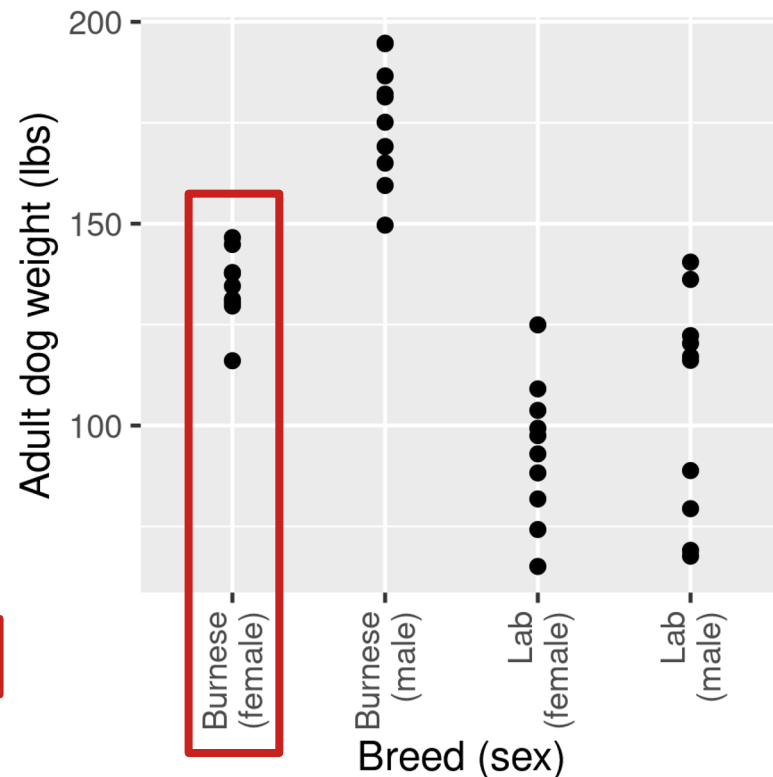 Adult dog weight (lbs)
200
150
100
Burnese
(female)
Burnese
(male)
Lab
(female)
Lab
(male)
Breed (sex)